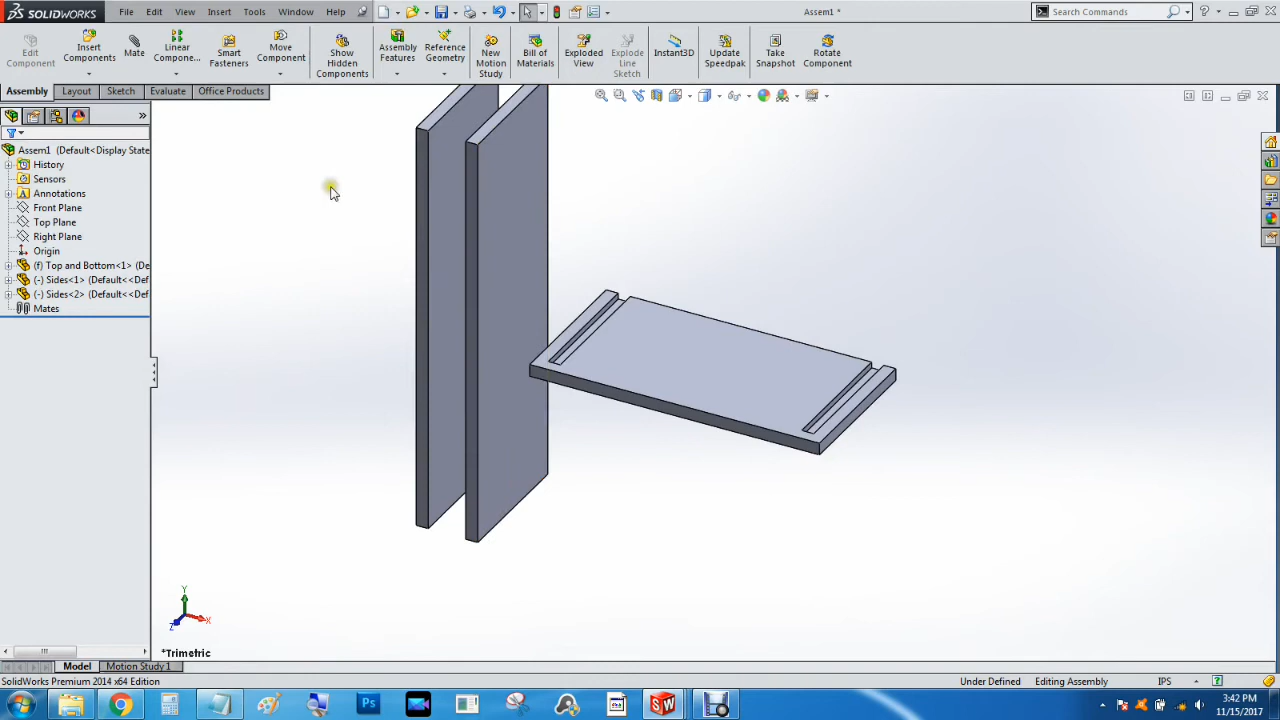 SOLIDWORKS File Edit View Insert Tools Window Help Assem1 * Search Commands
Edit Component
Insert Components
Mate
Linear Compone...
Smart Fasteners
Move Component
Show Hidden Components
Assembly Features
Reference Geometry
New Motion Study
Bill of Materials
Exploded View
Explode Line Sketch
Instant3D
Update Speedpak
Take Snapshot
Rotate Component
Assembly Layout Sketch Evaluate Office Products
Assem1 (Default<Display State
History
Sensors
Annotations
Front Plane
Top Plane
Right Plane
Origin
(f) Top and Bottom<1> (De
(-) Sides<1> (Default<<Def
(-) Sides<2> (Default<<Def
Mates
Y
X
Z
*Trimetric
Model Motion Study 1
SolidWorks Premium 2014 x64 Edition Under Defined Editing Assembly IPS
3:42 PM
11/15/2017